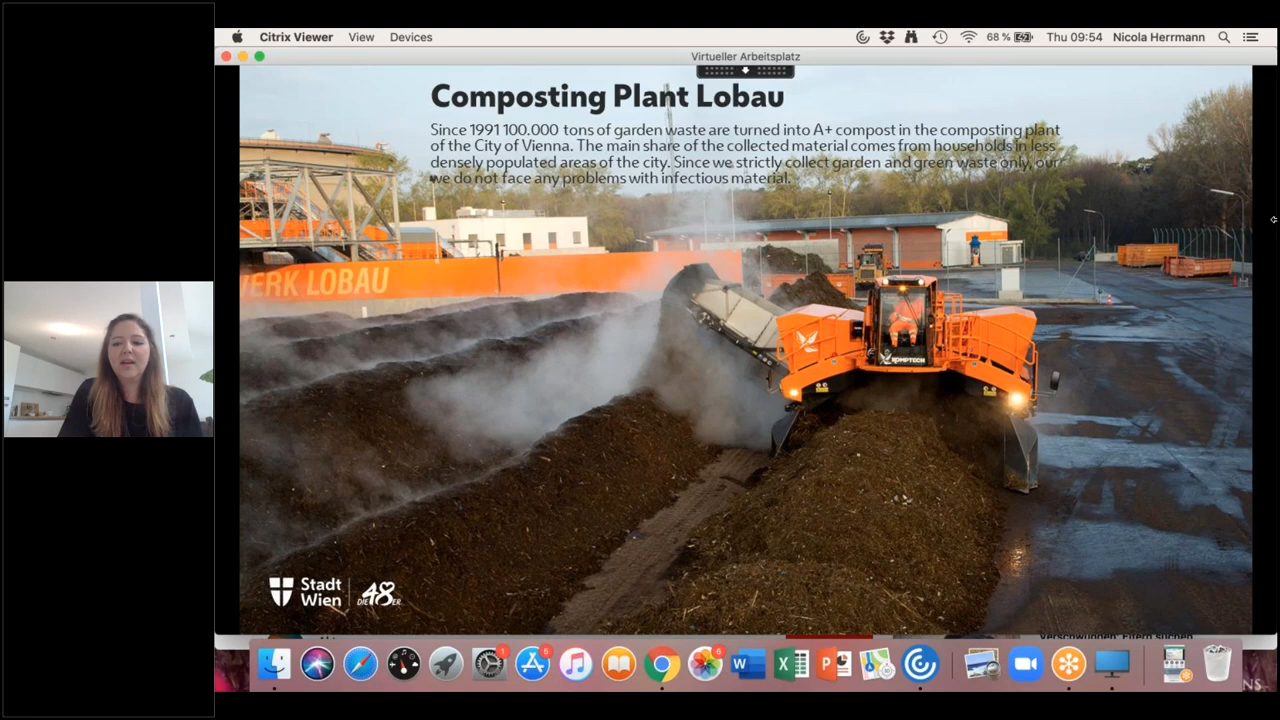 Citrix Viewer View Devices 68 % Thu 09:54 Nicola Herrmann
Virtueller Arbeitsplatz
Composting Plant Lobau
Since 1991 100.000 tons of garden waste are turned into A+ compost in the composting plant
of the City of Vienna. The main share of the collected material comes from households in less
densely populated areas of the city. Since we strictly collect garden and green waste only, our
we do not face any problems with infectious material.
WERK LOBAU
KOMPTECH
Stadt
Wien
DIE 48ER
1 5 6